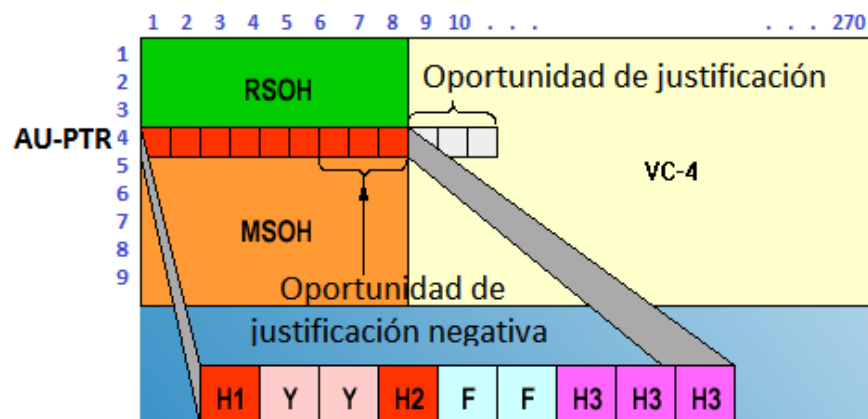 1 2 3 4 5 6 7 8 9 10 . . . . . . 270
1
2
3
4
5
6
7
8
9
AU-PTR
RSOH
Oportunidad de justificación
VC-4
MSOH
Oportunidad de
justificación negativa
H1 Y Y H2 F F H3 H3 H3